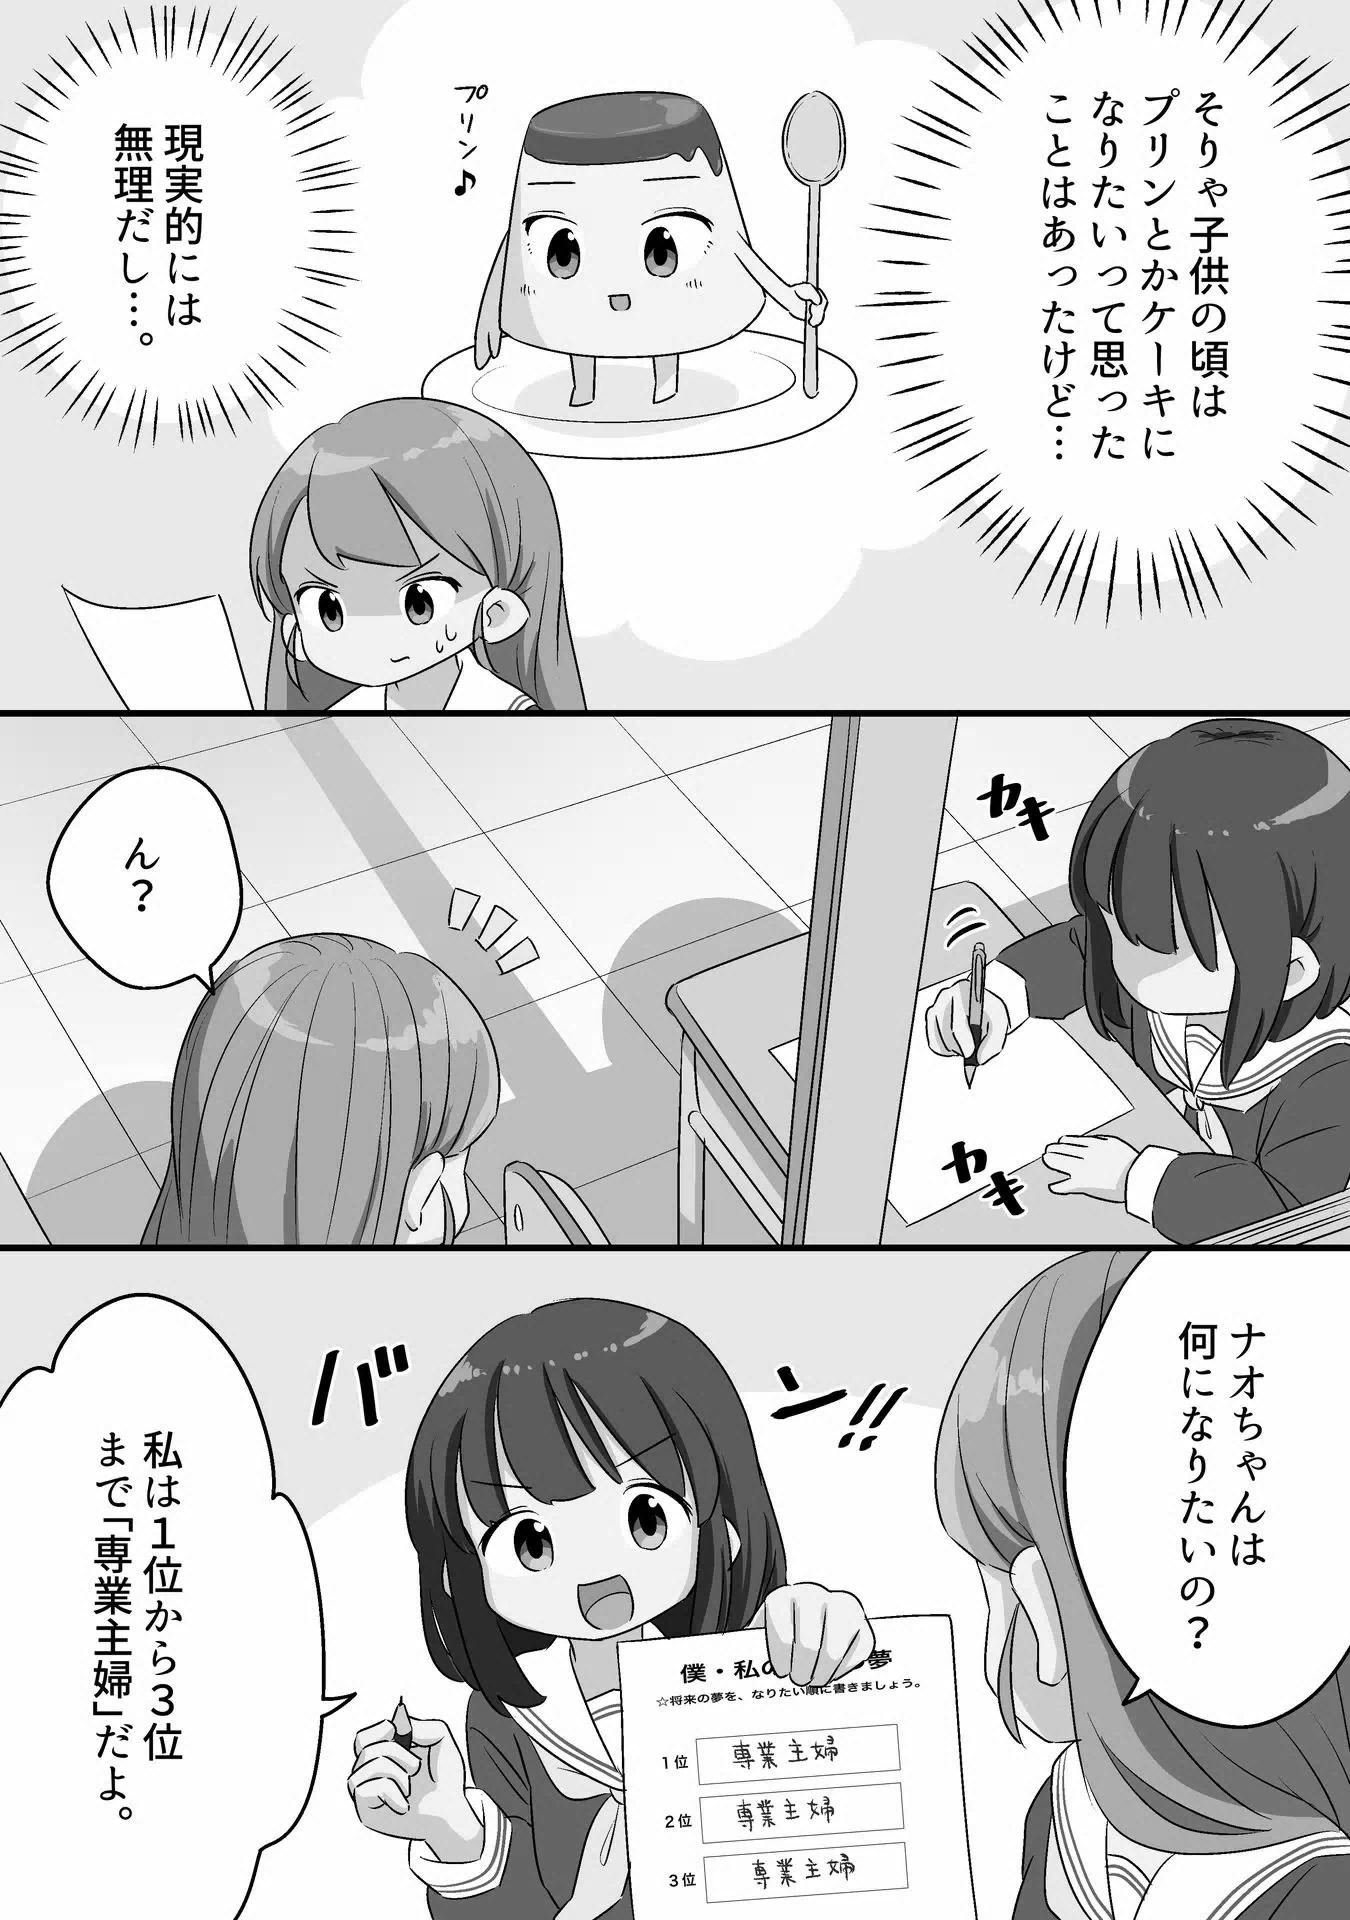 そりゃ子供の頃は
プリンとかケーキに
なりたいって思った
ことはあったけど…
プリン♪
現実的には
無理だし…。
カキ
カキ
ん?
ナオちゃんは
何になりたいの?
バ
ン!!
私は1位から3位
まで「専業主婦」だよ。
僕・私の 夢
☆将来の夢を、なりたい順に書きましょう。
1位 専業主婦
2位 専業主婦
3位 専業主婦